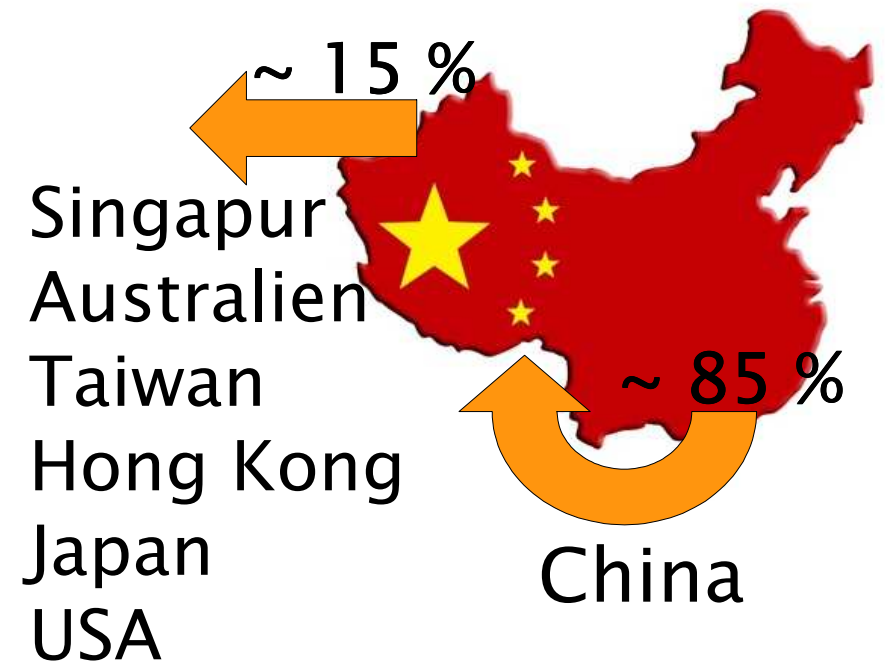 ~ 15 %
Singapur
Australien
Taiwan
Hong Kong
Japan
USA
~ 85 %
China